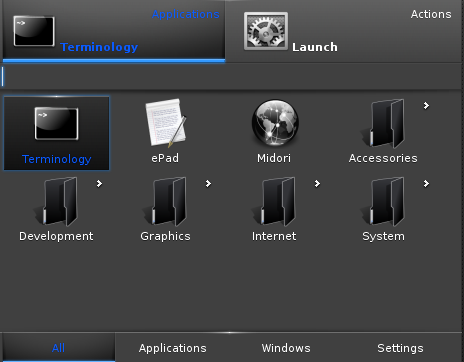 Applications
Terminology
Actions
Launch
Terminology
ePad
Midori
Accessories
Development
Graphics
Internet
System
All
Applications
Windows
Settings